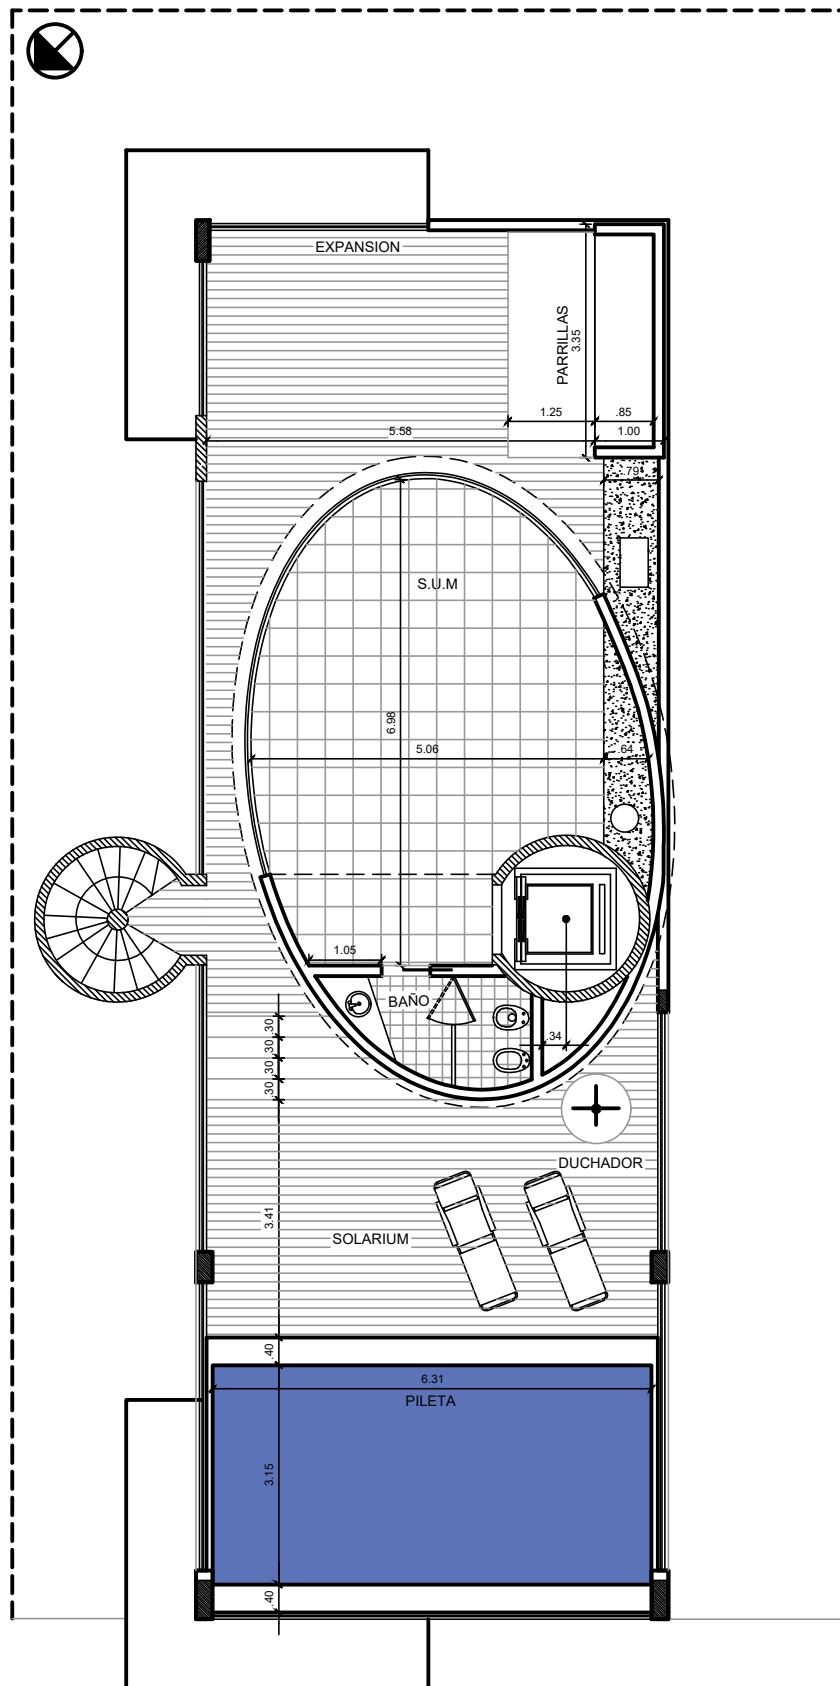 EXPANSION
PARRILLAS
3.35
1.25
.85
5.58
1.00
.79
S.U.M
6.98
5.06
.64
1.05
BAÑO
.30
.30
.30
.30
.34
DUCHADOR
3.41
SOLARIUM
.40
6.31
PILETA
3.15
.40